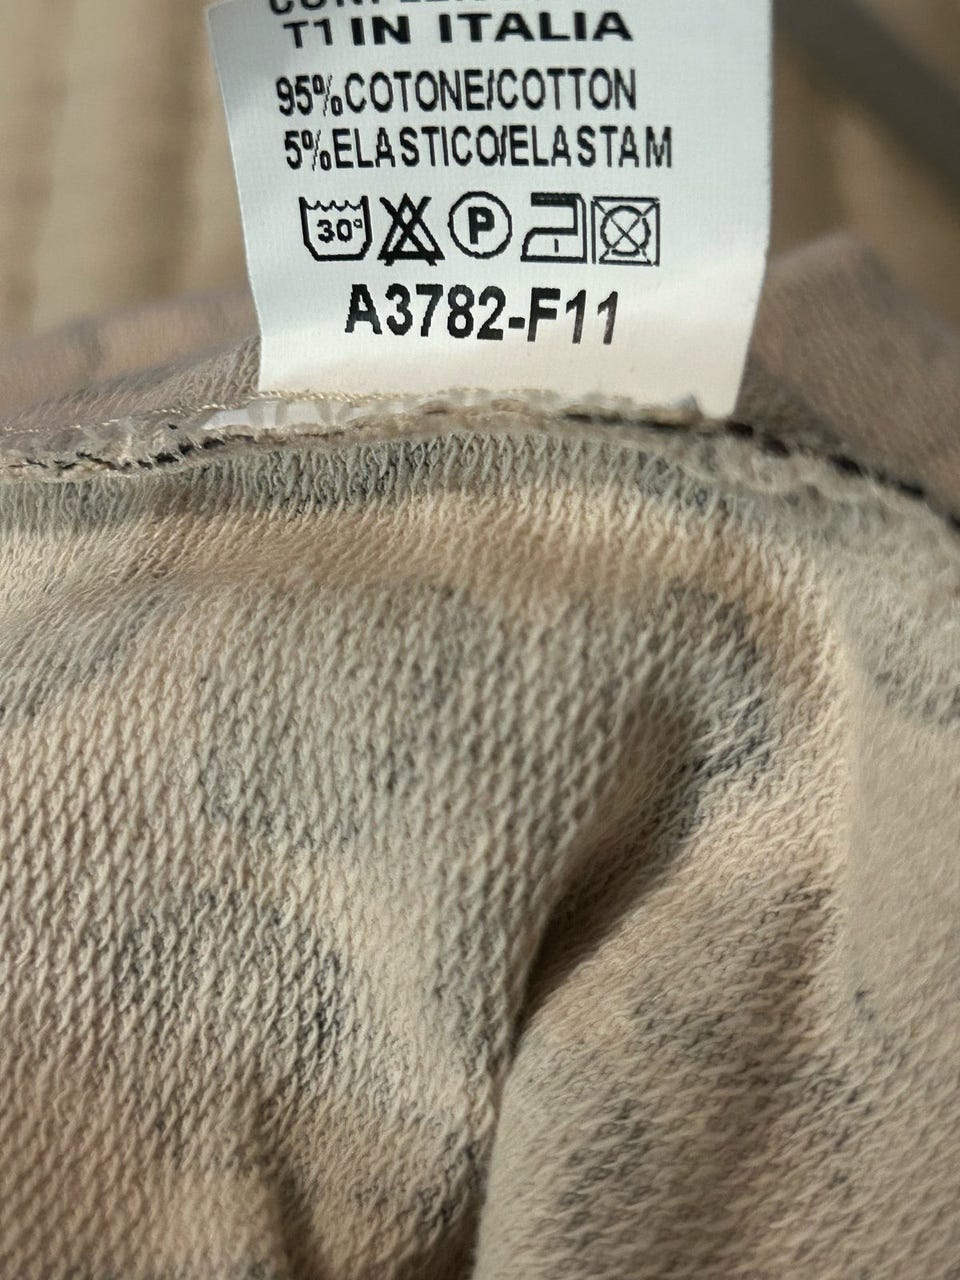 T1 IN ITALIA
95%COTONE/COTTON
5%ELASTICO/ELASTAM
30° P
A3782-F11